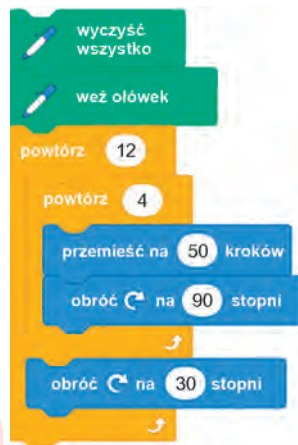 wyczyść
wszystko
weź ołówek
powtórz 12
powtórz 4
przemieść na 50 kroków
obróć na 90 stopni
obróć na 30 stopni